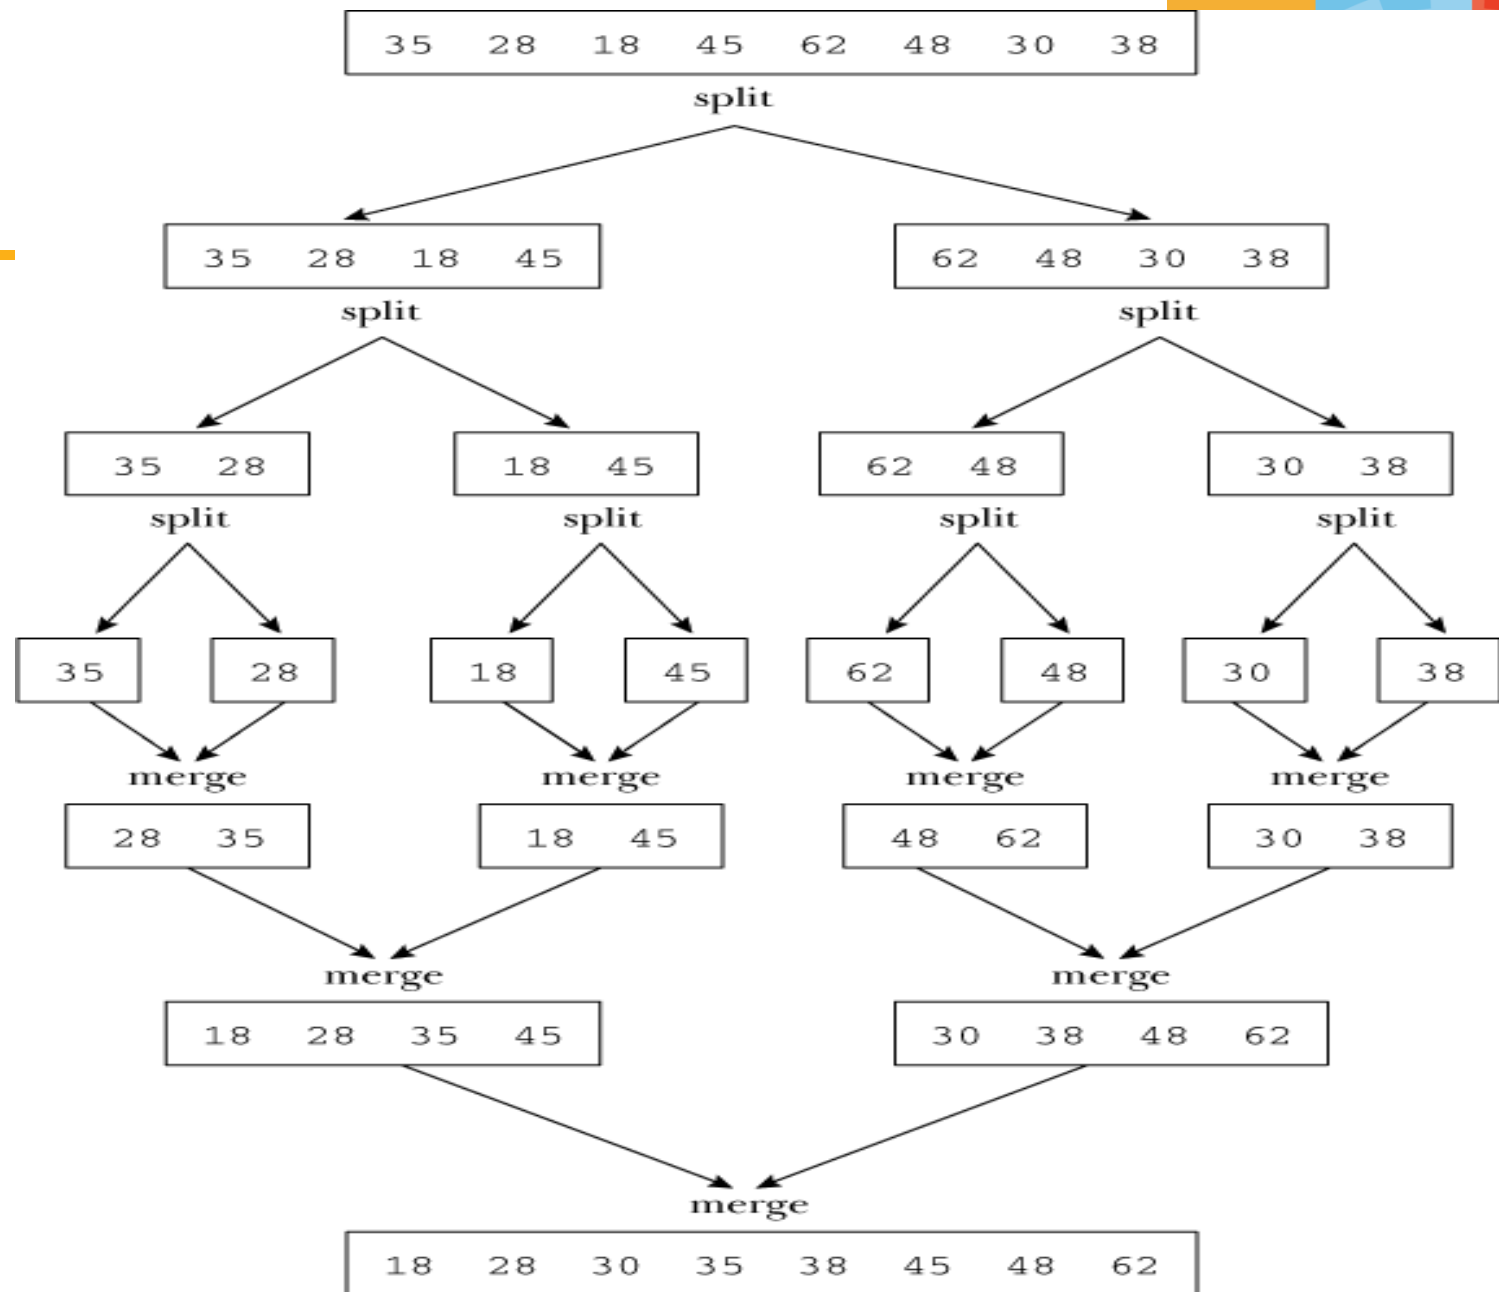 35 28 18 45 62 48 30 38
split
35 28 18 45 62 48 30 38
split split
35 28 18 45 62 48 30 38
split split split split
35 28 18 45 62 48 30 38
merge merge merge merge
28 35 18 45 48 62 30 38
merge merge
18 28 35 45 30 38 48 62
merge
18 28 30 35 38 45 48 62